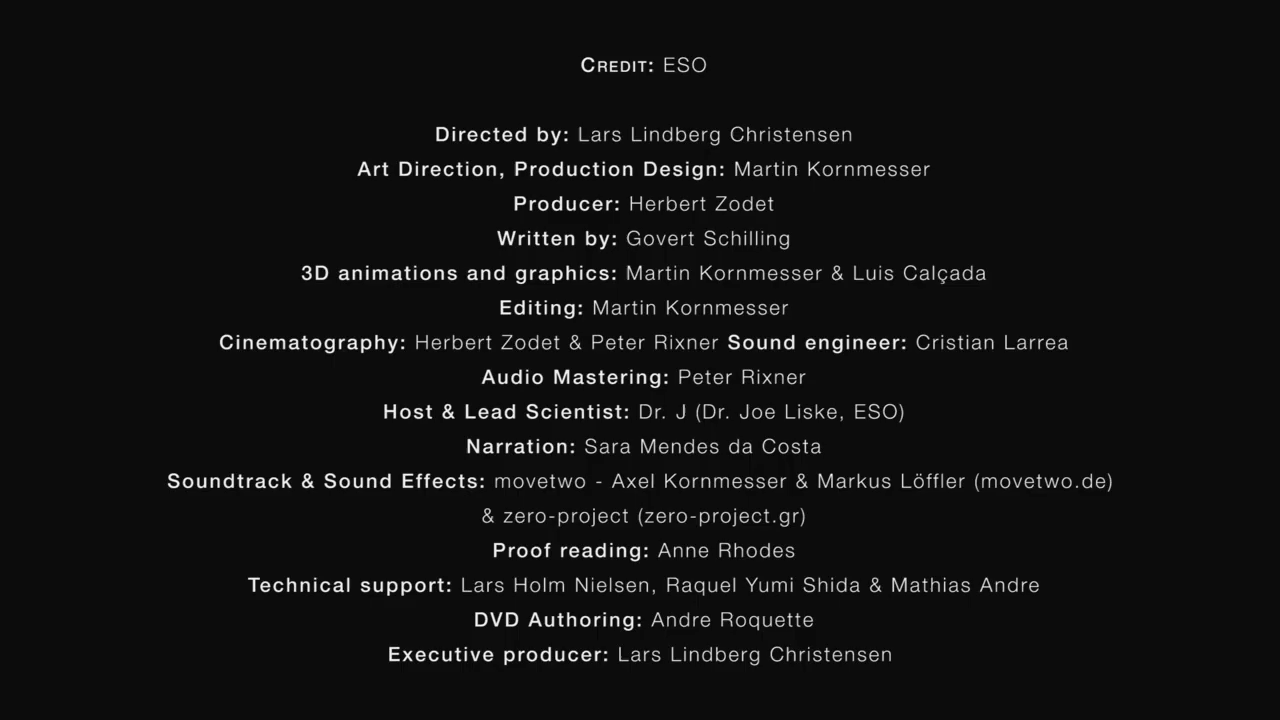 CREDIT: ESO
Directed by: Lars Lindberg Christensen
Art Direction, Production Design: Martin Kornmesser
Producer: Herbert Zodet
Written by: Govert Schilling
3D animations and graphics: Martin Kornmesser & Luis Calçada
Editing: Martin Kornmesser
Cinematography: Herbert Zodet & Peter Rixner Sound engineer: Cristian Larrea
Audio Mastering: Peter Rixner
Host & Lead Scientist: Dr. J (Dr. Joe Liske, ESO)
Narration: Sara Mendes da Costa
Soundtrack & Sound Effects: movetwo - Axel Kornmesser & Markus Löffler (movetwo.de)
& zero-project (zero-project.gr)
Proof reading: Anne Rhodes
Technical support: Lars Holm Nielsen, Raquel Yumi Shida & Mathias Andre
DVD Authoring: Andre Roquette
Executive producer: Lars Lindberg Christensen